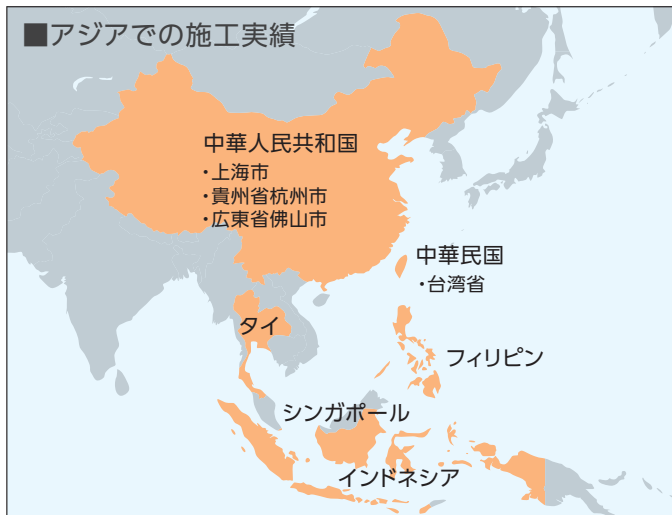 ■アジアでの施工実績
中華人民共和国
・上海市
・貴州省杭州市
・広東省佛山市
中華民国
・台湾省
タイ
フィリピン
シンガポール
インドネシア